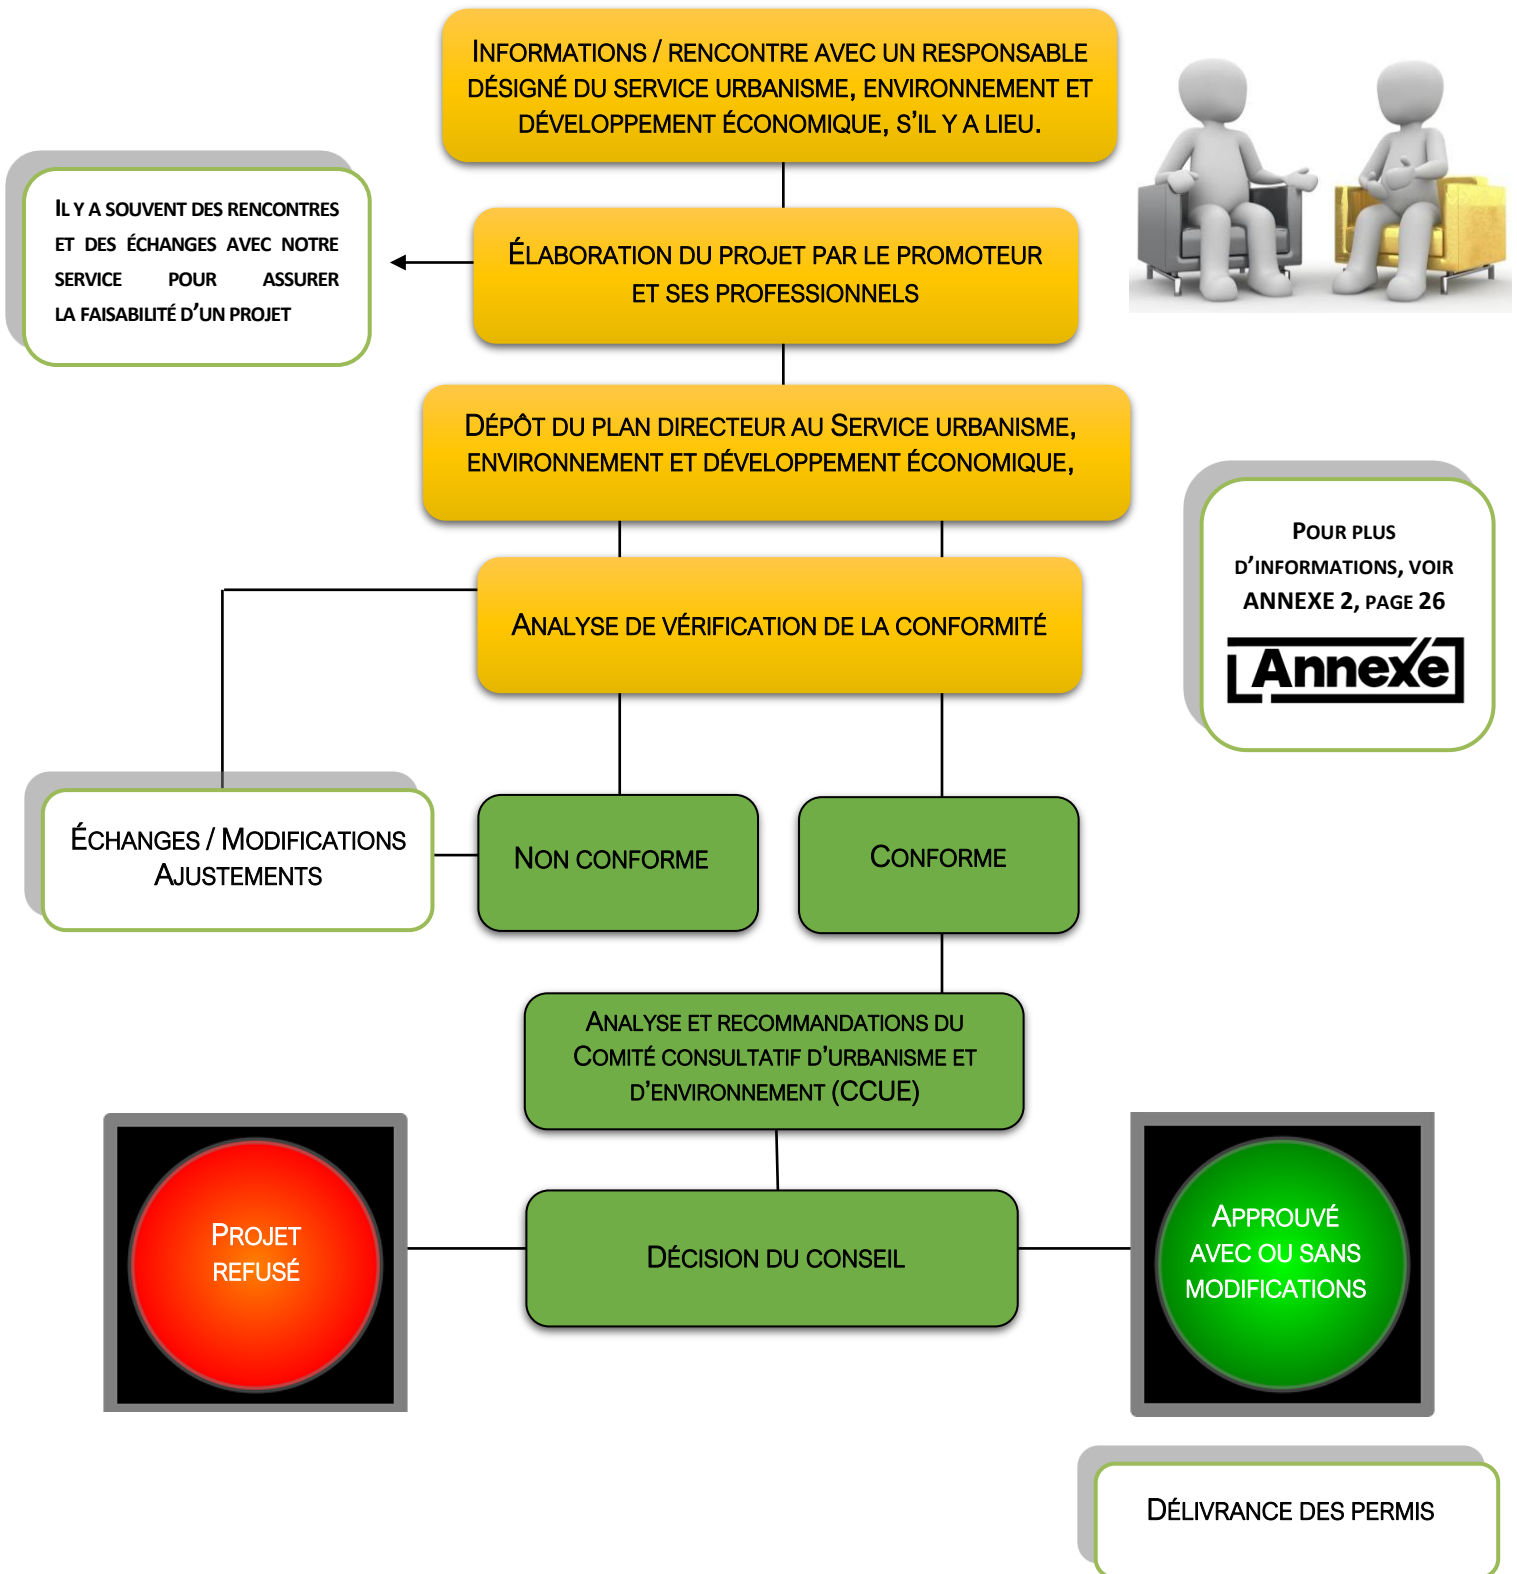 Informations / rencontre avec un responsable
désigné du service urbanisme, environnement et
développement économique, s'il y a lieu.
Il y a souvent des rencontres
et des échanges avec notre
service pour assurer
la faisabilité d'un projet
Élaboration du projet par le promoteur
et ses professionnels
Dépôt du plan directeur au Service urbanisme,
environnement et développement économique,
Pour plus
d'informations, voir
ANNEXE 2, page 26
Annexe
Analyse de vérification de la conformité
Échanges / Modifications
Ajustements
Non conforme
Conforme
Analyse et recommandations du
Comité consultatif d'urbanisme et
d'environnement (CCUE)
Projet
refusé
Décision du conseil
Approuvé
avec ou sans
modifications
Délivrance des permis